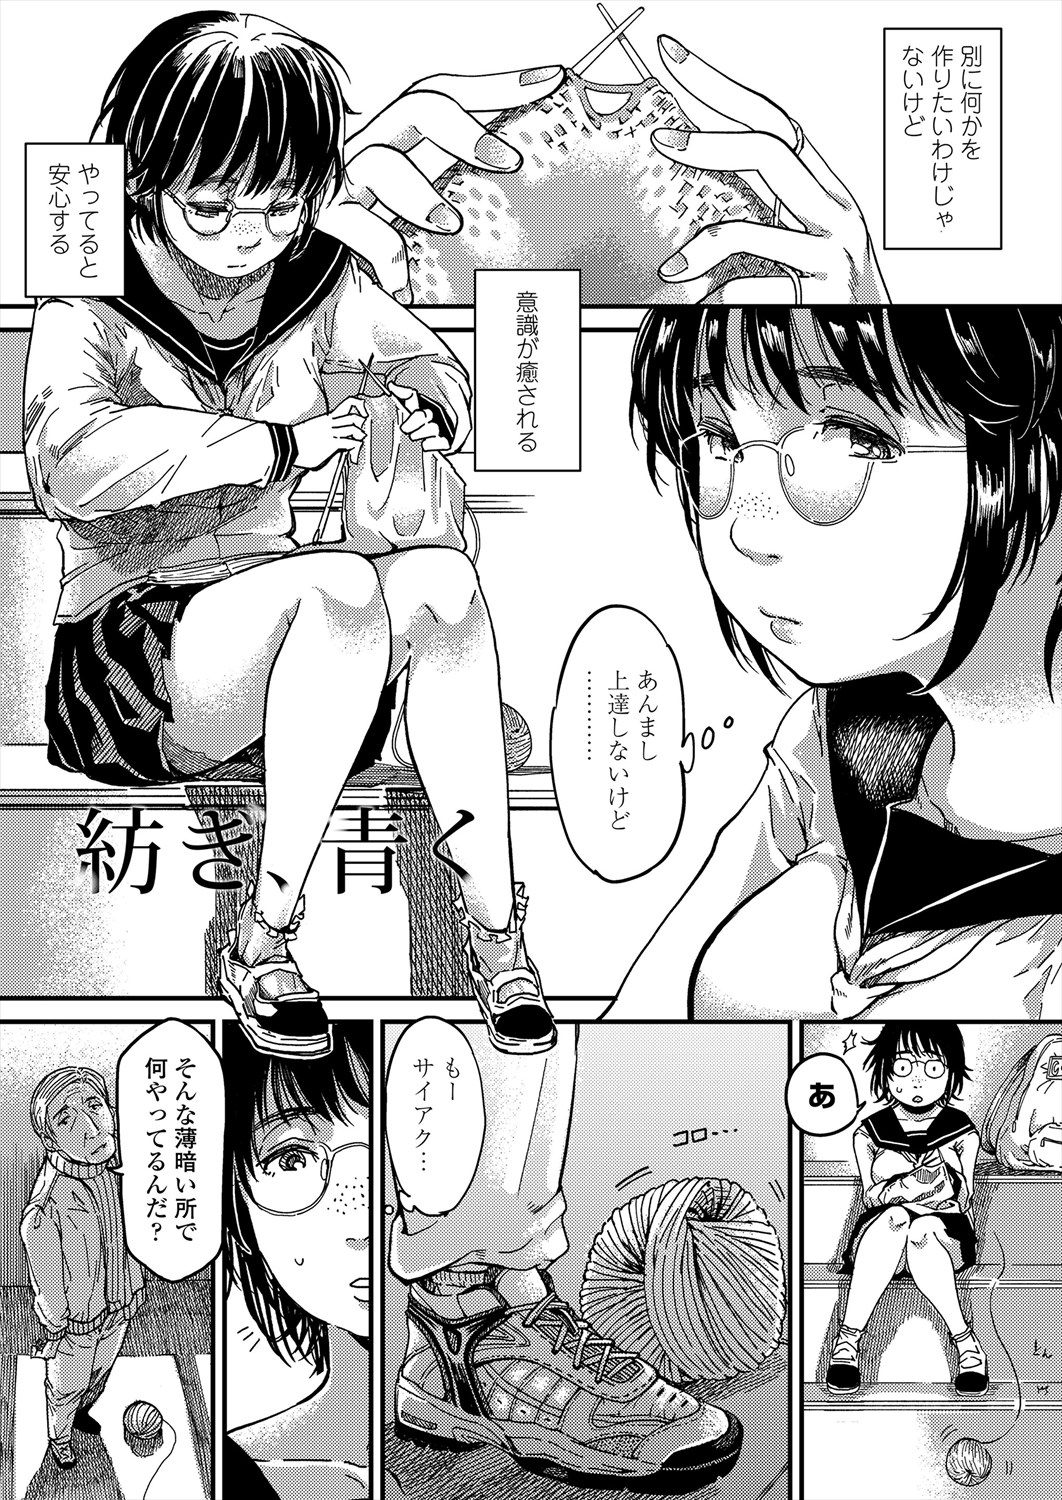 別に何かを
作りたいわけじゃ
ないけど
やってると
安心する
意識が癒される
あんまし
上達しないけど
…………
紡ぎ、青く
あ
とん
コロ…
もー
サイアク…
そんな薄暗い所で
何やってるんだ?